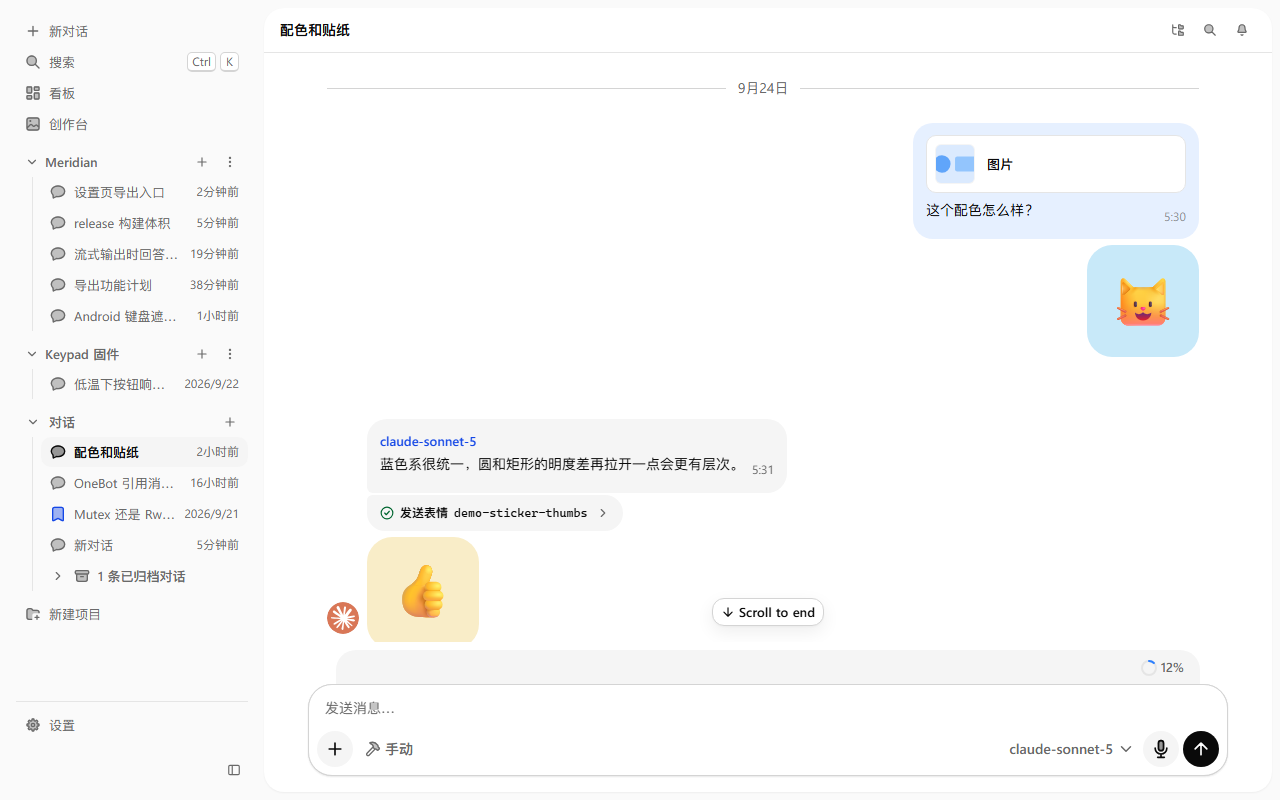 新对话
搜索 Ctrl K
看板
创作台
Meridian
设置页导出入口 2分钟前
release 构建体积 5分钟前
流式输出时回答… 19分钟前
导出功能计划 38分钟前
Android 键盘遮… 1小时前
Keypad 固件
低温下按钮响… 2026/9/22
对话
配色和贴纸 2小时前
OneBot 引用消… 16小时前
Mutex 还是 Rw… 2026/9/21
新对话 5分钟前
1 条已归档对话
新建项目
设置
配色和贴纸
9月24日
图片
这个配色怎么样？
5:30
claude-sonnet-5
蓝色系很统一，圆和矩形的明度差再拉开一点会更有层次。 5:31
发送表情 demo-sticker-thumbs
Scroll to end
12%
发送消息…
手动
claude-sonnet-5